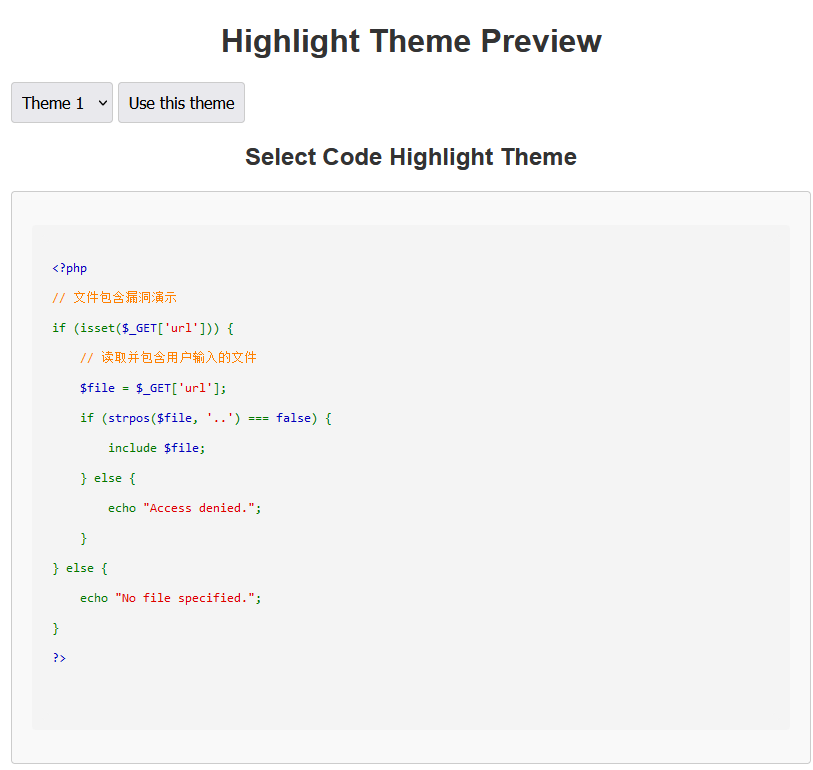 Highlight Theme Preview
Theme 1 Use this theme
Select Code Highlight Theme
<?php
// 文件包含漏洞演示
if (isset($_GET['url'])) {
    // 读取并包含用户输入的文件
    $file = $_GET['url'];
    if (strpos($file, '..') === false) {
        include $file;
    } else {
        echo "Access denied.";
    }
} else {
    echo "No file specified.";
}
?>